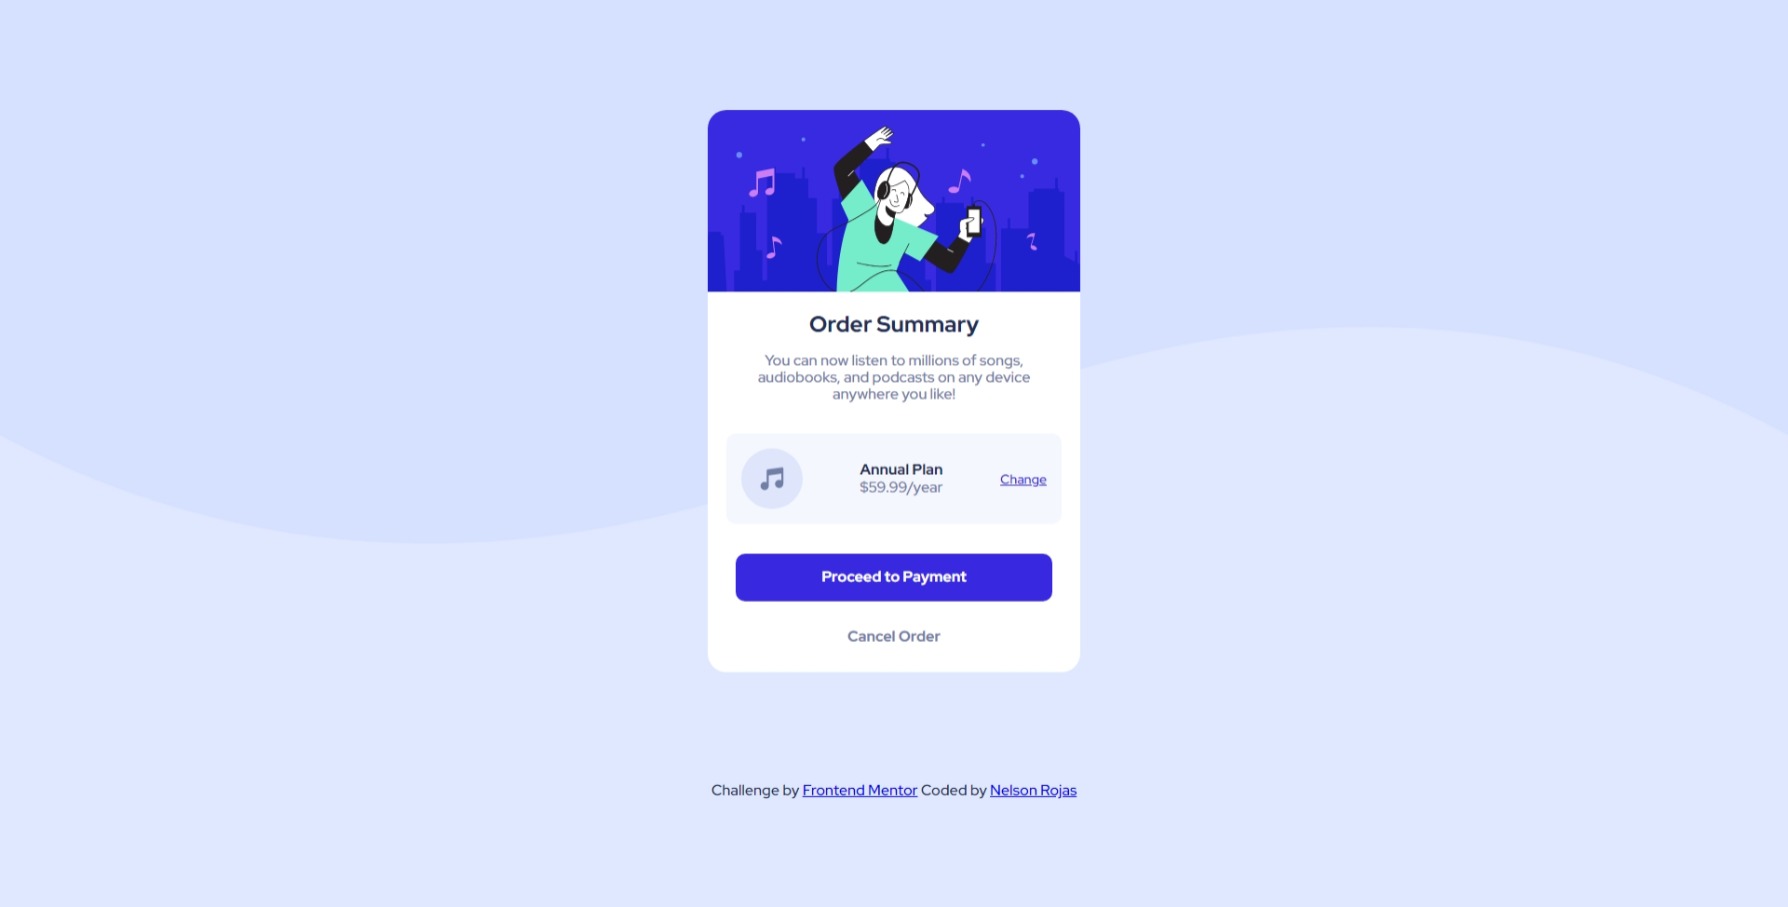 Order Summary
You can now listen to millions of songs,
audiobooks, and podcasts on any device
anywhere you like!
Annual Plan
$59.99/year
Change
Proceed to Payment
Cancel Order
Challenge by Frontend Mentor Coded by Nelson Rojas